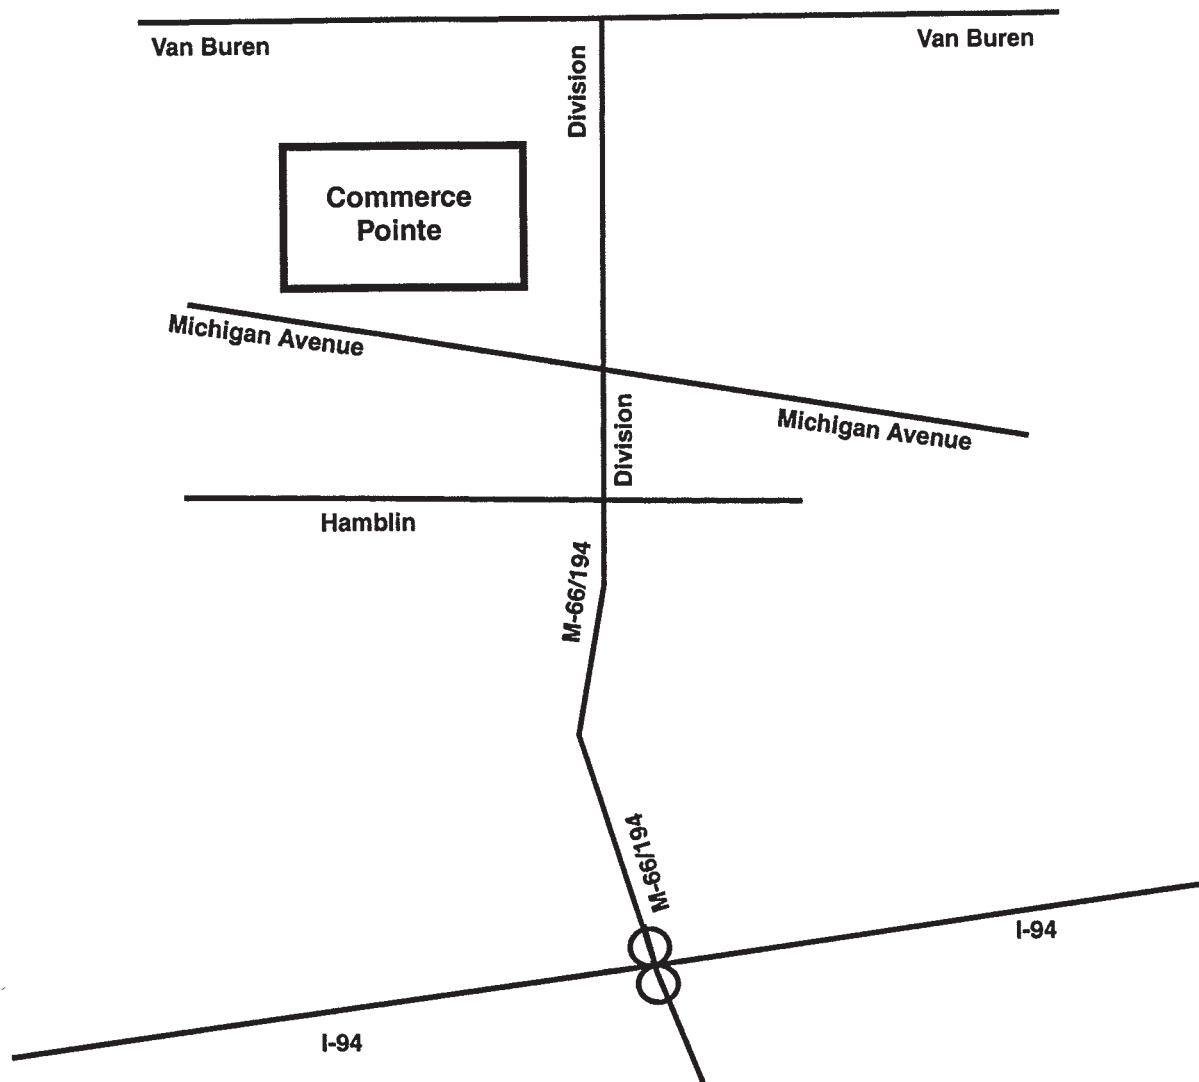 Van Buren
Van Buren
Division
Commerce
Pointe
Michigan Avenue
Division
Michigan Avenue
Hamblin
M-66/194
M-66/194
I-94
I-94